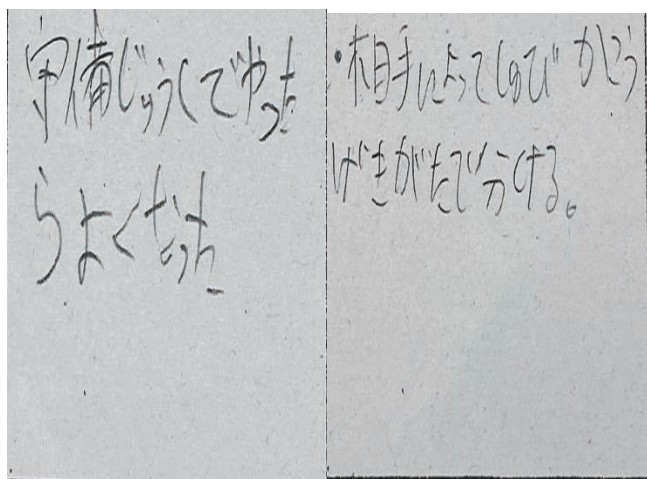 守備じゅうしでやった
らよくなった
・相手によってしゅびかこう
げきがたで分ける。